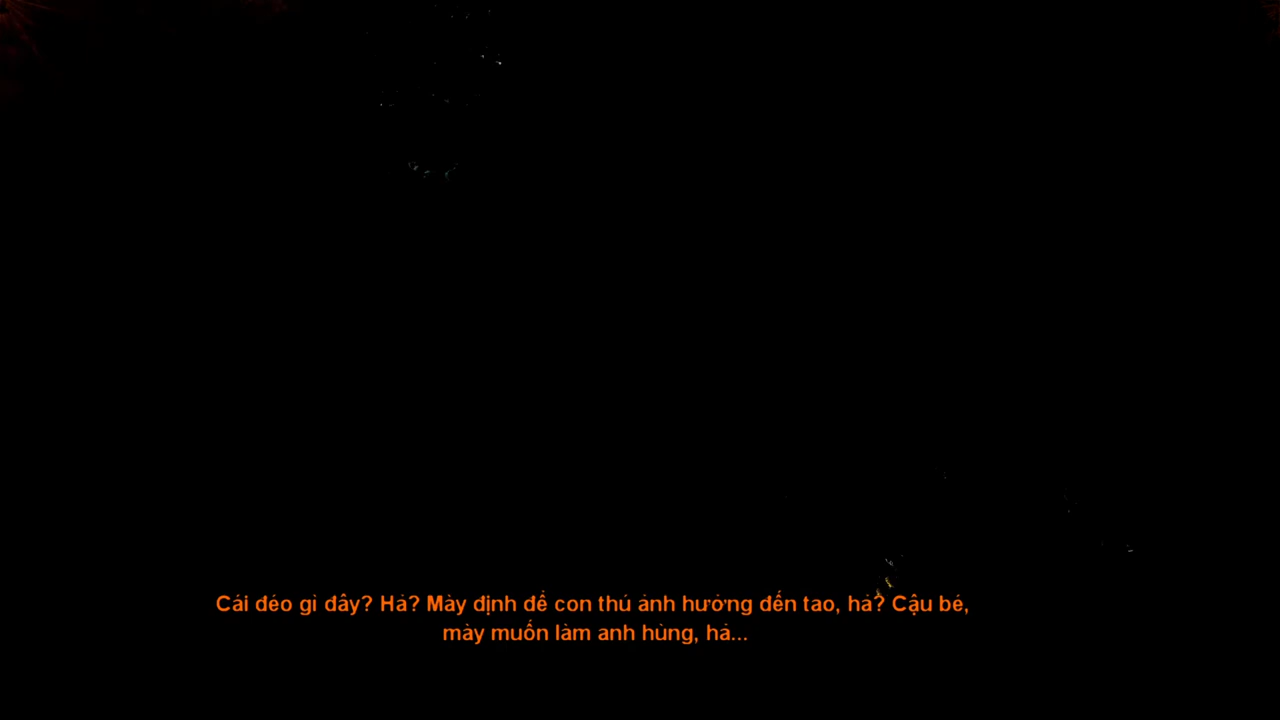 Cái đéo gì đây? Hả? Mày định để con thú ảnh hưởng đến tao, hả? Cậu bé,
mày muốn làm anh hùng, hả...